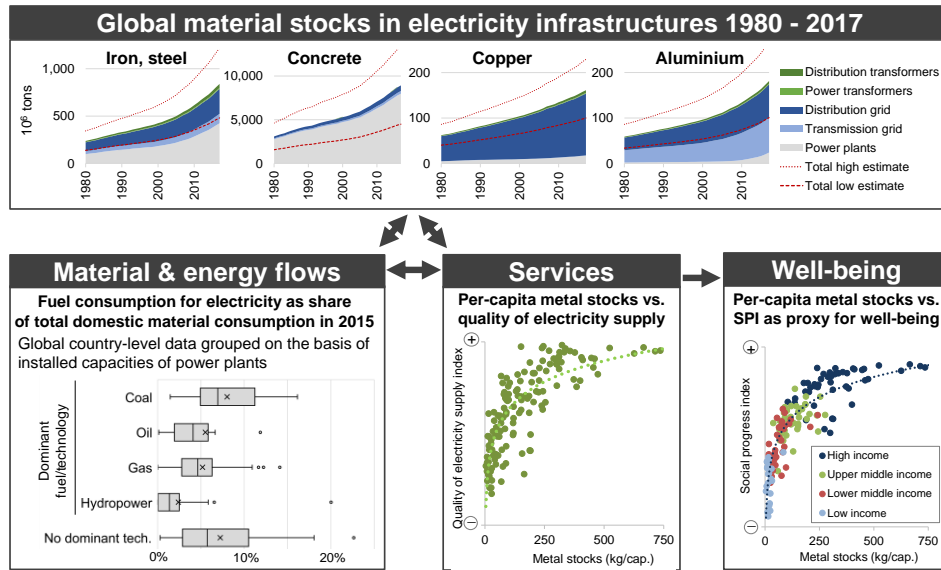 Global material stocks in electricity infrastructures 1980 - 2017
Iron, steel
Concrete
Copper
Aluminium
10⁶ tons
1,000
500
0
1980
1990
2000
2010
10,000
5,000
0
1980
1990
2000
2010
200
100
0
1980
1990
2000
2010
200
100
0
1980
1990
2000
2010
Distribution transformers
Power transformers
Distribution grid
Transmission grid
Power plants
Total high estimate
Total low estimate
Material & energy flows
Fuel consumption for electricity as share
of total domestic material consumption in 2015
Global country-level data grouped on the basis of
installed capacities of power plants
Dominant
fuel/technology
Coal
Oil
Gas
Hydropower
No dominant tech.
0%
10%
20%
Services
Per-capita metal stocks vs.
quality of electricity supply
Quality of electricity supply index
+
−
0
250
500
750
Metal stocks (kg/cap.)
Well-being
Per-capita metal stocks vs.
SPI as proxy for well-being
Social progress index
+
−
High income
Upper middle income
Lower middle income
Low income
0
250
500
750
Metal stocks (kg/cap.)